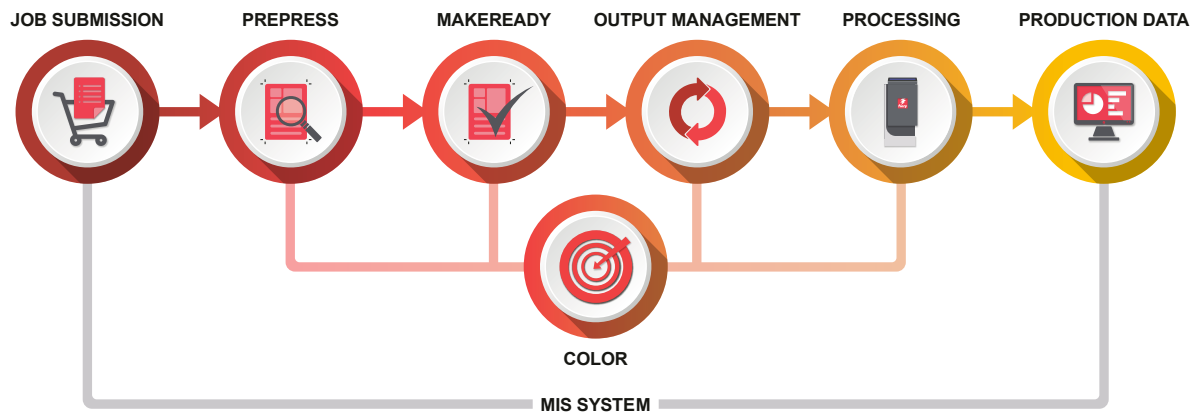 JOB SUBMISSION
PREPRESS
MAKEREADY
OUTPUT MANAGEMENT
PROCESSING
PRODUCTION DATA
COLOR
MIS SYSTEM